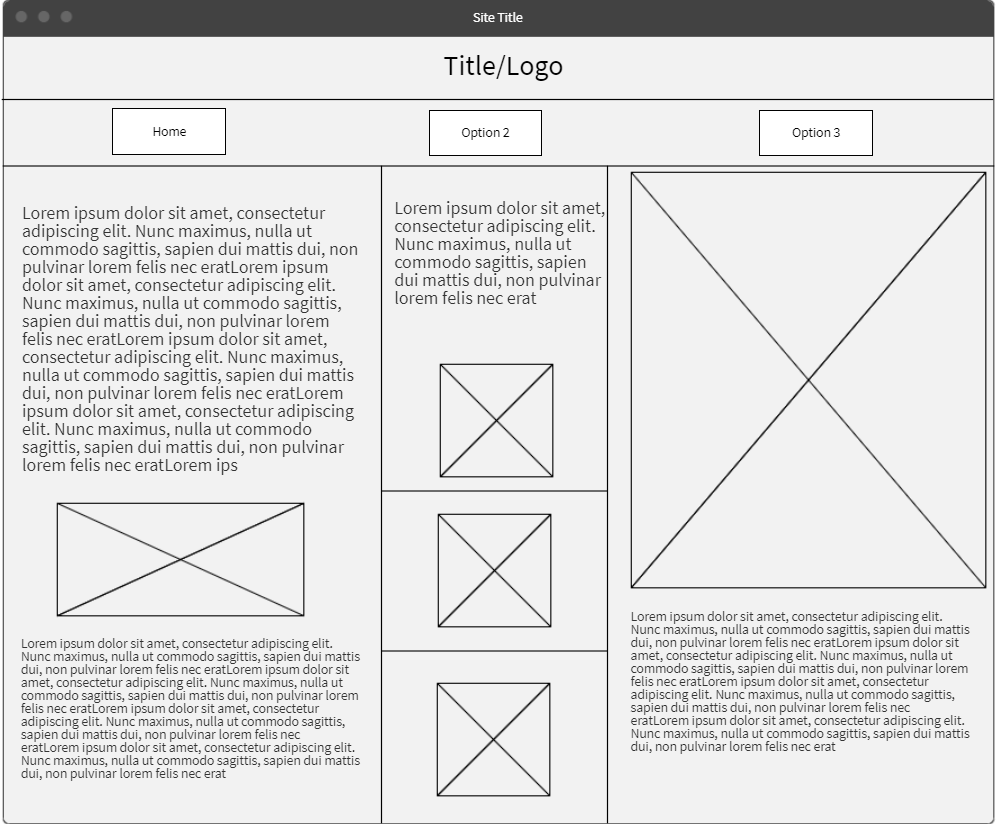 Site Title
Title/Logo
Home
Option 2
Option 3
Lorem ipsum dolor sit amet, consectetur
adipiscing elit. Nunc maximus, nulla ut
commodo sagittis, sapien dui mattis dui, non
pulvinar lorem felis nec eratLorem ipsum
dolor sit amet, consectetur adipiscing elit.
Nunc maximus, nulla ut commodo sagittis,
sapien dui mattis dui, non pulvinar lorem
felis nec eratLorem ipsum dolor sit amet,
consectetur adipiscing elit. Nunc maximus,
nulla ut commodo sagittis, sapien dui mattis
dui, non pulvinar lorem felis nec eratLorem
ipsum dolor sit amet, consectetur adipiscing
elit. Nunc maximus, nulla ut commodo
sagittis, sapien dui mattis dui, non pulvinar
lorem felis nec eratLorem ips
Lorem ipsum dolor sit amet, consectetur adipiscing elit.
Nunc maximus, nulla ut commodo sagittis, sapien dui mattis
dui, non pulvinar lorem felis nec eratLorem ipsum dolor sit
amet, consectetur adipiscing elit. Nunc maximus, nulla ut
commodo sagittis, sapien dui mattis dui, non pulvinar lorem
felis nec eratLorem ipsum dolor sit amet, consectetur
adipiscing elit. Nunc maximus, nulla ut commodo sagittis,
sapien dui mattis dui, non pulvinar lorem felis nec
eratLorem ipsum dolor sit amet, consectetur adipiscing elit.
Nunc maximus, nulla ut commodo sagittis, sapien dui mattis
dui, non pulvinar lorem felis nec erat
Lorem ipsum dolor sit amet,
consectetur adipiscing elit.
Nunc maximus, nulla ut
commodo sagittis, sapien
dui mattis dui, non pulvinar
lorem felis nec erat
Lorem ipsum dolor sit amet, consectetur adipiscing elit.
Nunc maximus, nulla ut commodo sagittis, sapien dui mattis
dui, non pulvinar lorem felis nec eratLorem ipsum dolor sit
amet, consectetur adipiscing elit. Nunc maximus, nulla ut
commodo sagittis, sapien dui mattis dui, non pulvinar lorem
felis nec eratLorem ipsum dolor sit amet, consectetur
adipiscing elit. Nunc maximus, nulla ut commodo sagittis,
sapien dui mattis dui, non pulvinar lorem felis nec
eratLorem ipsum dolor sit amet, consectetur adipiscing elit.
Nunc maximus, nulla ut commodo sagittis, sapien dui mattis
dui, non pulvinar lorem felis nec erat